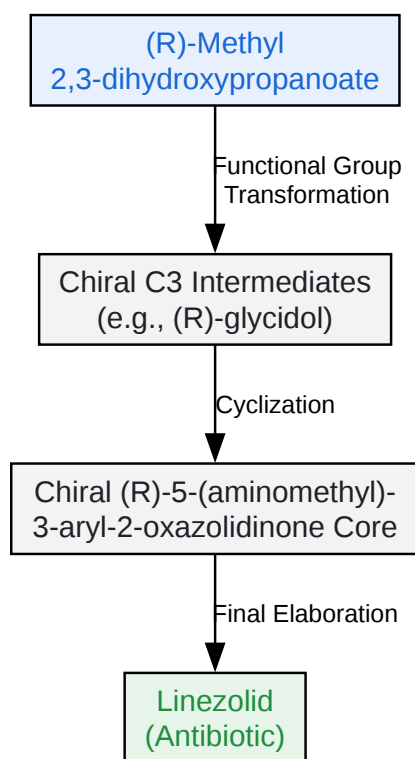 (R)-Methyl
2,3-dihydroxypropanoate
Functional Group
Transformation
Chiral C3 Intermediates
(e.g., (R)-glycidol)
Cyclization
Chiral (R)-5-(aminomethyl)-
3-aryl-2-oxazolidinone Core
Final Elaboration
Linezolid
(Antibiotic)